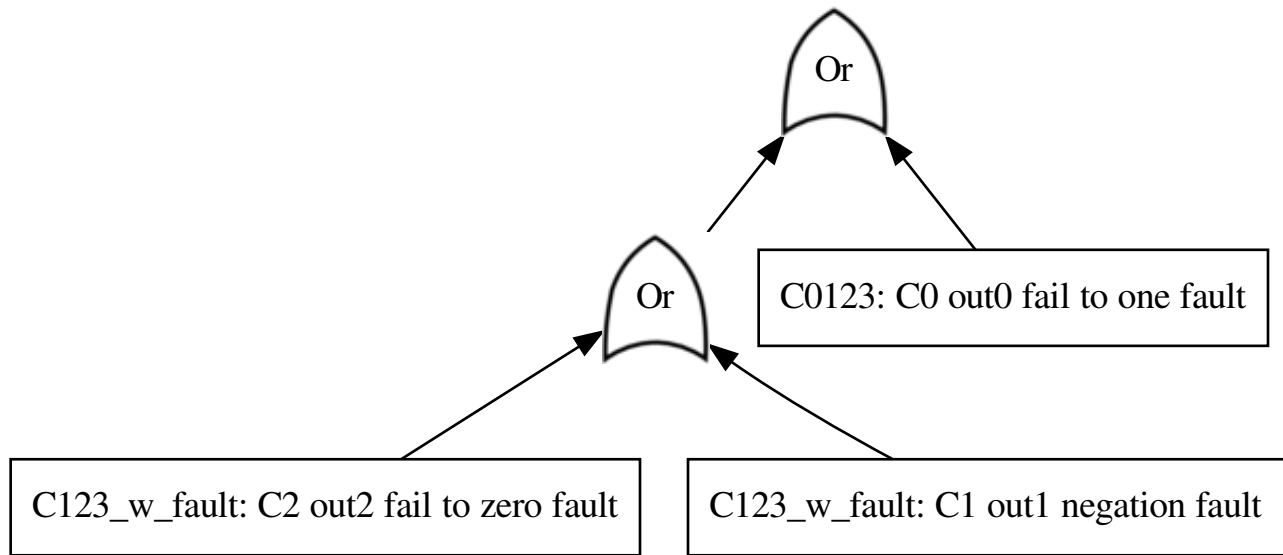 Or
Or
C0123: C0 out0 fail to one fault
C123_w_fault: C2 out2 fail to zero fault
C123_w_fault: C1 out1 negation fault